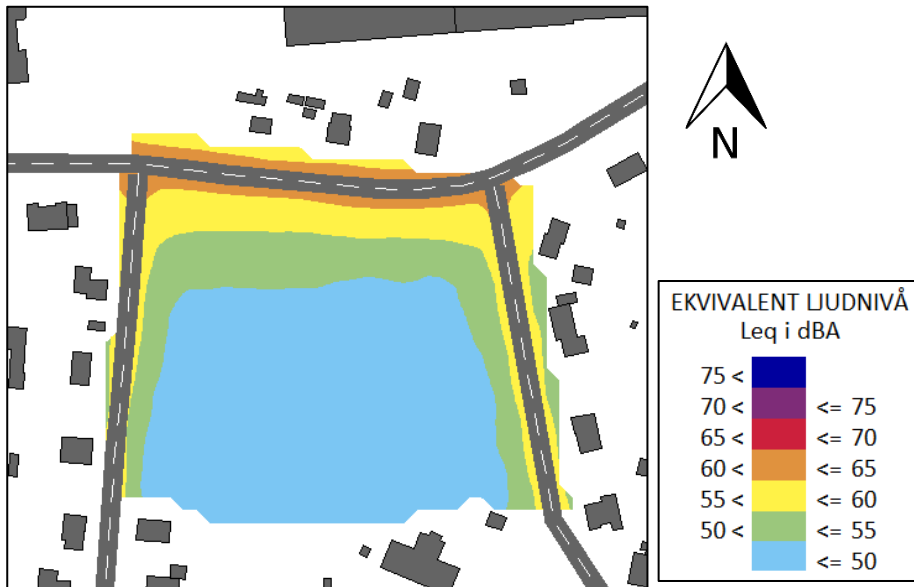 N
EKVIVALENT LJUDNIVÅ
Leq i dBA
75 <
70 < <= 75
65 < <= 70
60 < <= 65
55 < <= 60
50 < <= 55
<= 50